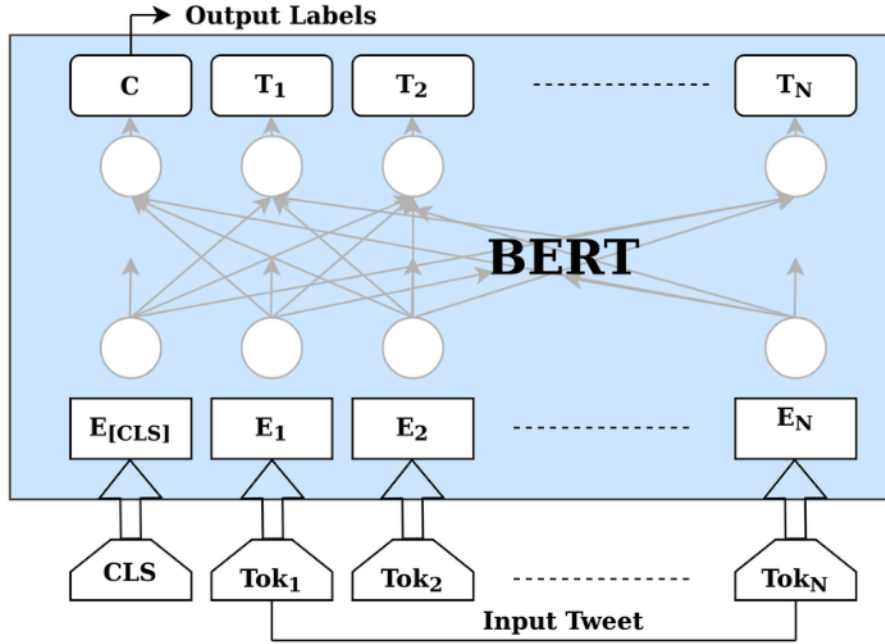 Output Labels
C T1 T2 TN
BERT
E[CLS] E1 E2 EN
CLS Tok1 Tok2 TokN
Input Tweet